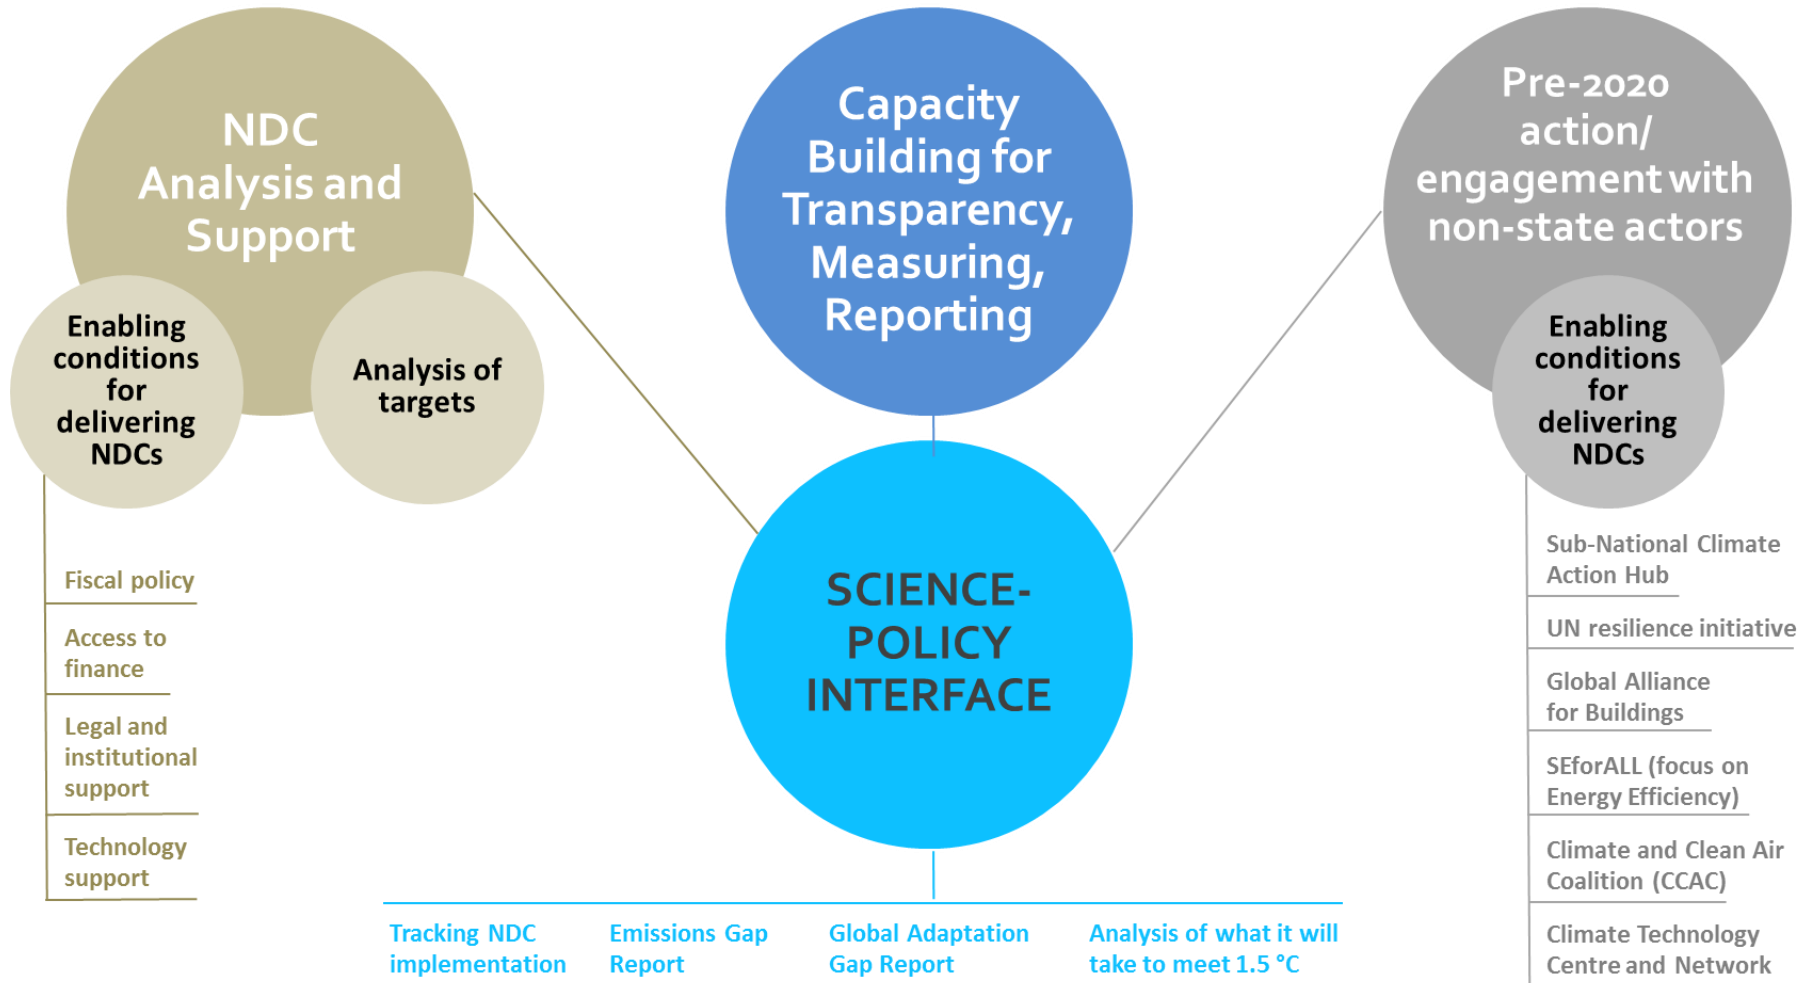 NDC
Analysis and
Support
Enabling
conditions
for
delivering
NDCs
Analysis of
targets
Fiscal policy
Access to
finance
Legal and
institutional
support
Technology
support
Capacity
Building for
Transparency,
Measuring,
Reporting
SCIENCE-
POLICY
INTERFACE
Tracking NDC
implementation
Emissions Gap
Report
Global Adaptation
Gap Report
Analysis of what it will
take to meet 1.5 °C
Pre-2020
action/
engagement with
non-state actors
Enabling
conditions
for
delivering
NDCs
Sub-National Climate
Action Hub
UN resilience initiative
Global Alliance
for Buildings
SEforALL (focus on
Energy Efficiency)
Climate and Clean Air
Coalition (CCAC)
Climate Technology
Centre and Network